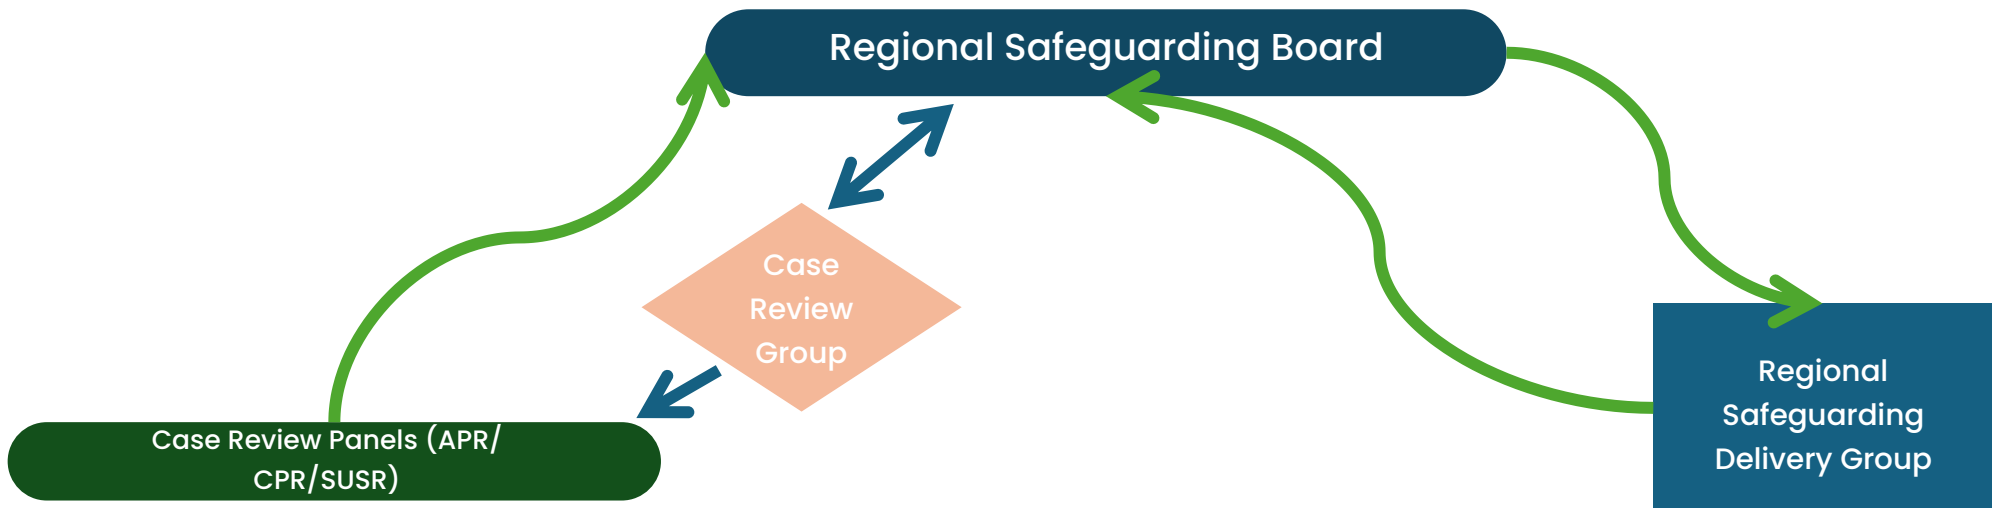 Regional Safeguarding Board
Case
Review
Group
Regional
Safeguarding
Delivery Group
Case Review Panels (APR/
CPR/SUSR)